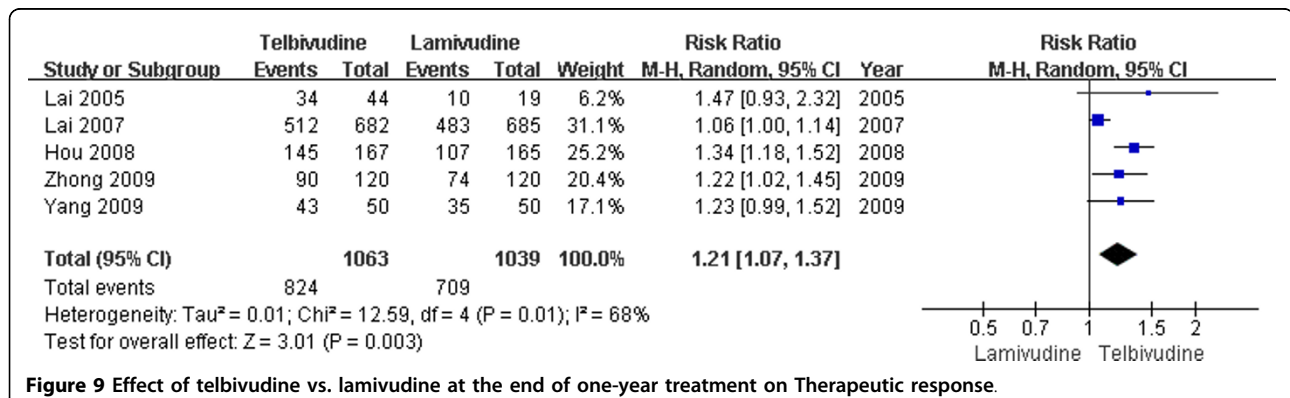 Telbivudine Lamivudine Risk Ratio Risk Ratio
Study or Subgroup Events Total Events Total Weight M-H, Random, 95% CI Year M-H, Random, 95% CI
Lai 2005 34 44 10 19 6.2% 1.47 [0.93, 2.32] 2005
Lai 2007 512 682 483 685 31.1% 1.06 [1.00, 1.14] 2007
Hou 2008 145 167 107 165 25.2% 1.34 [1.18, 1.52] 2008
Zhong 2009 90 120 74 120 20.4% 1.22 [1.02, 1.45] 2009
Yang 2009 43 50 35 50 17.1% 1.23 [0.99, 1.52] 2009
Total (95% CI) 1063 1039 100.0% 1.21 [1.07, 1.37]
Total events 824 709
Heterogeneity: Tau² = 0.01; Chi² = 12.59, df = 4 (P = 0.01); I² = 68%
Test for overall effect: Z = 3.01 (P = 0.003)
0.5 0.7 1 1.5 2
Lamivudine Telbivudine
Figure 9 Effect of telbivudine vs. lamivudine at the end of one-year treatment on Therapeutic response.